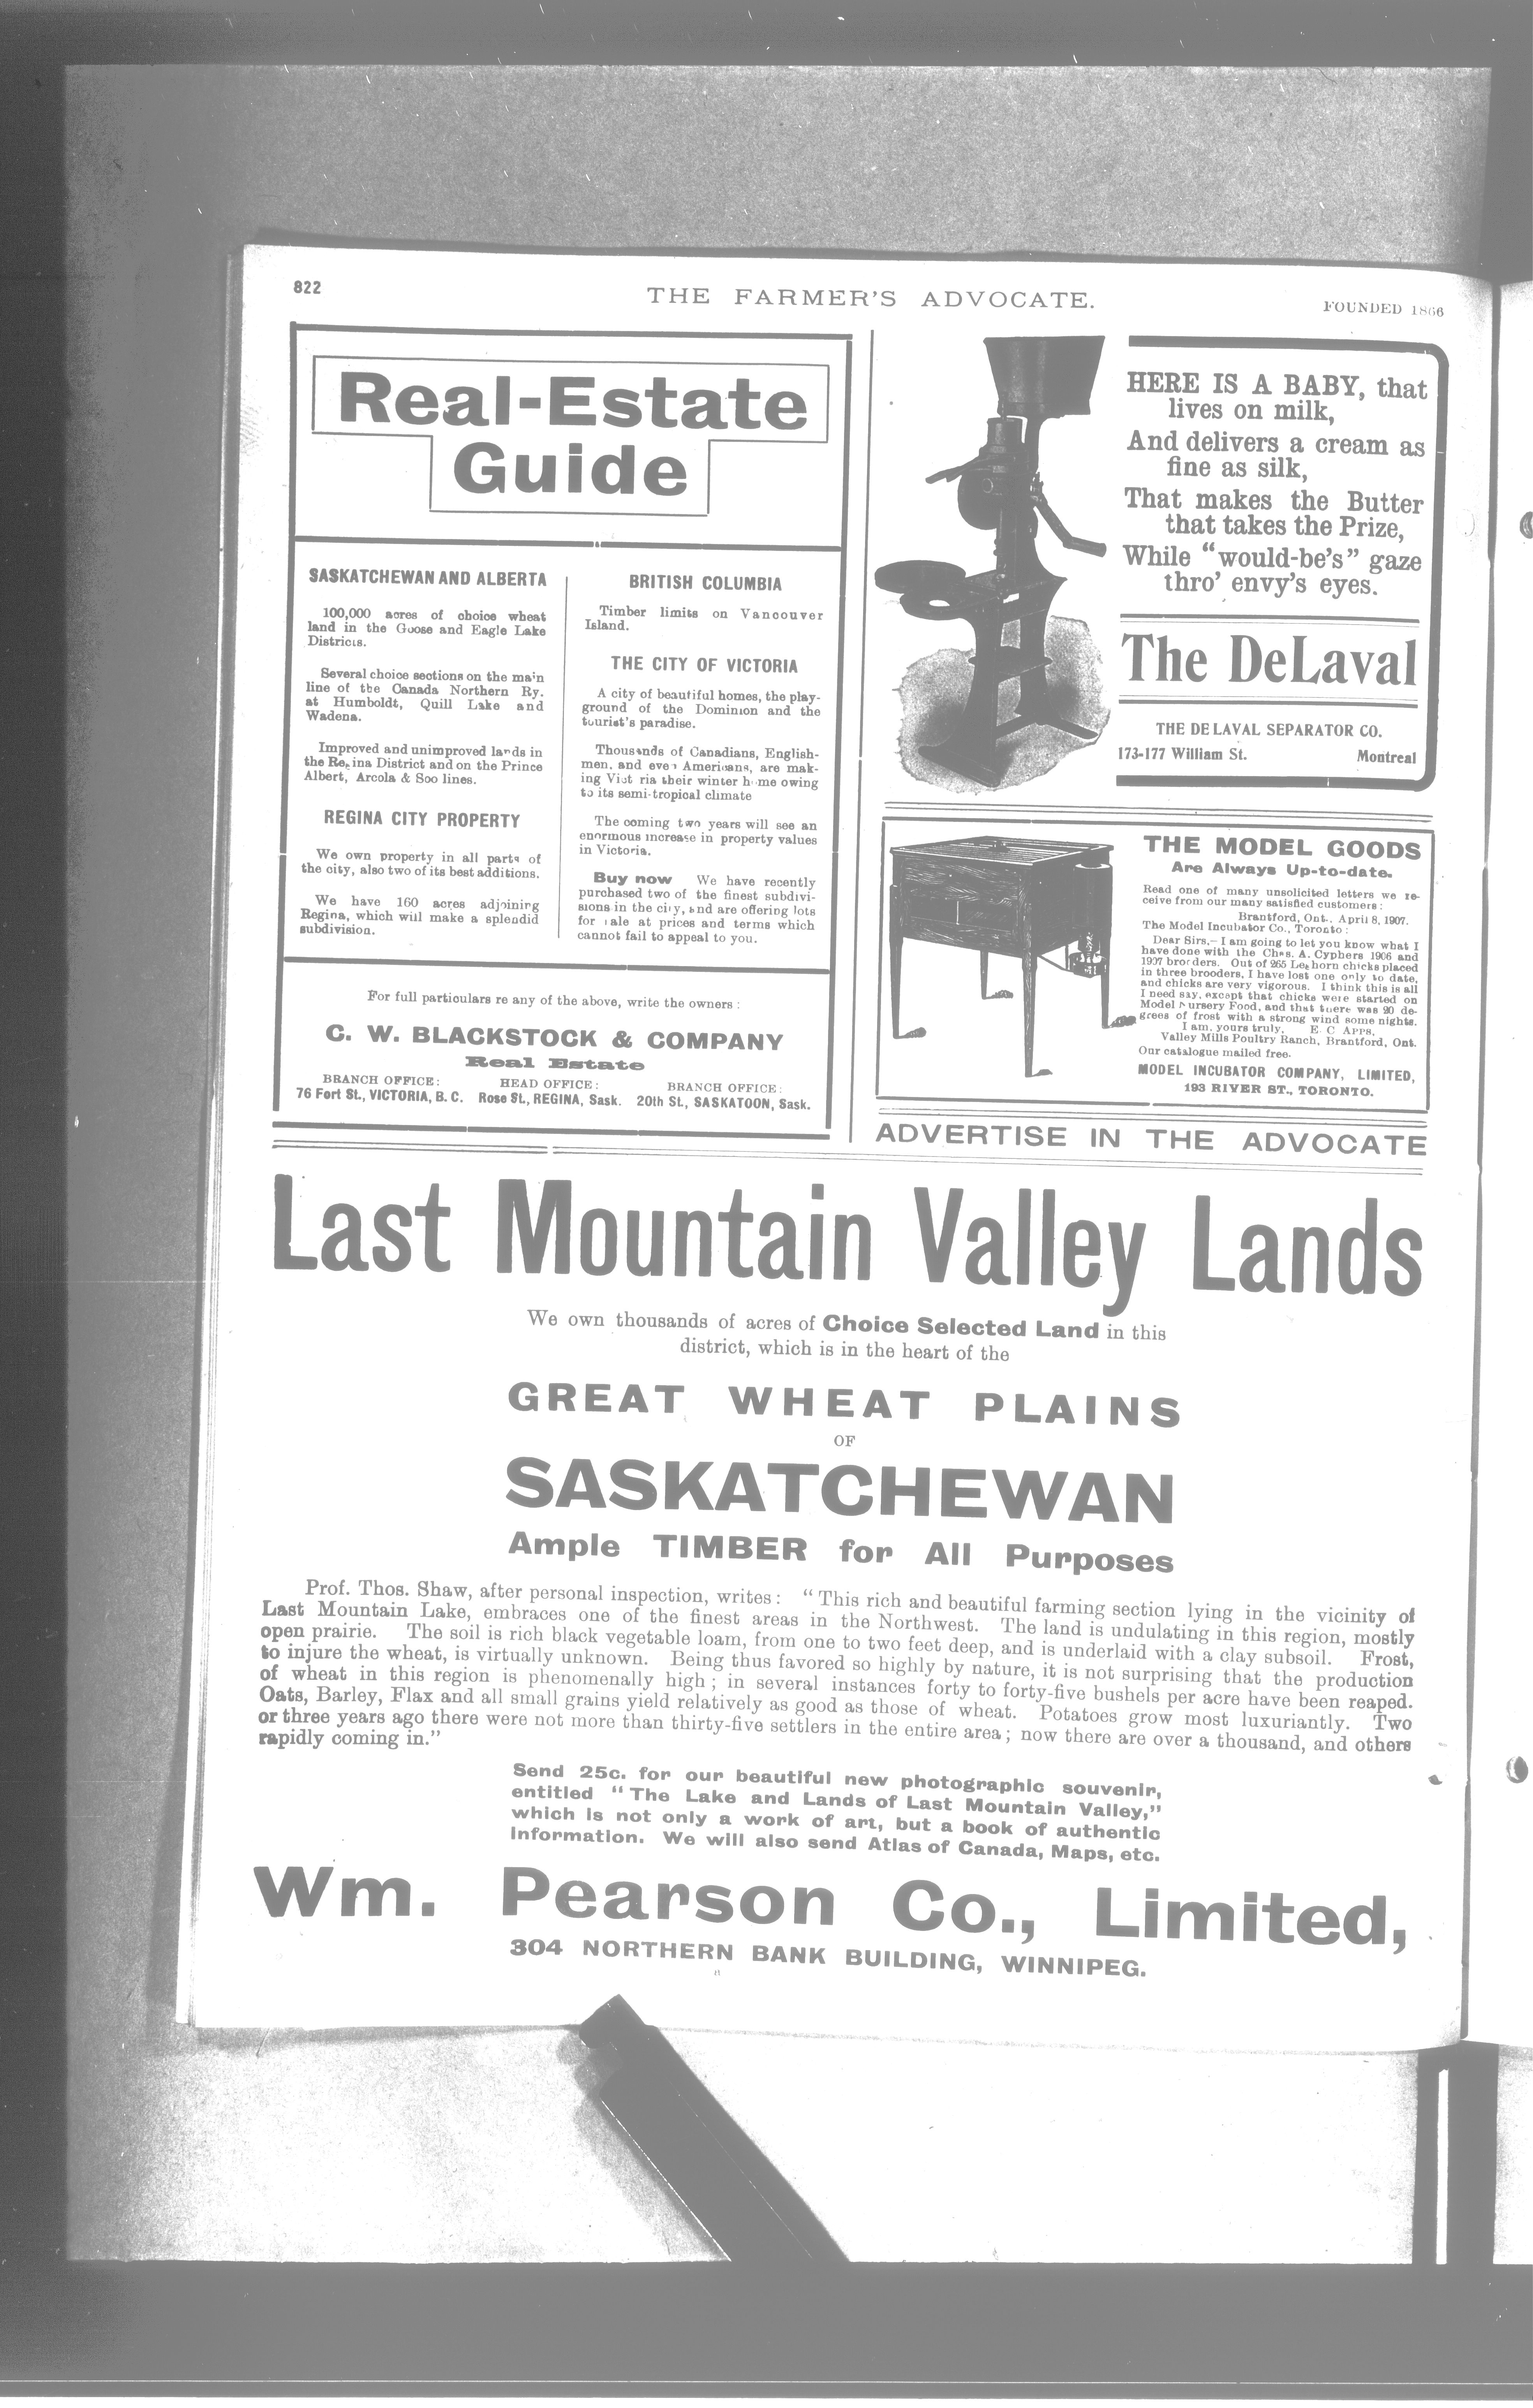 822
THE FARMER'S ADVOCATE.
FOUNDED 1866
Real-Estate
Guide
SASKATCHEWAN AND ALBERTA
100,000 acres of choice wheat
land in the Goose and Eagle Lake
Districts.
Several choice sections on the main
line of the Canada Northern Ry.
at Humboldt, Quill Lake and
Wadena.
Improved and unimproved lands in
the Regina District and on the Prince
Albert, Arcola & Soo lines.
REGINA CITY PROPERTY
We own property in all parts of
the city, also two of its best additions.
We have 160 acres adjoining
Regina, which will make a splendid
subdivision.
BRITISH COLUMBIA
Timber limits on Vancouver
Island.
THE CITY OF VICTORIA
A city of beautiful homes, the play-
ground of the Dominion and the
tourist's paradise.
Thousands of Canadians, English-
men, and even Americans, are mak-
ing Victoria their winter home owing
to its semi-tropical climate
The coming two years will see an
enormous increase in property values
in Victoria.
Buy now We have recently
purchased two of the finest subdivi-
sions in the city, and are offering lots
for sale at prices and terms which
cannot fail to appeal to you.
For full particulars re any of the above, write the owners :
C. W. BLACKSTOCK & COMPANY
Real Estate
BRANCH OFFICE: HEAD OFFICE: BRANCH OFFICE:
76 Fort St., VICTORIA, B. C. Rose St., REGINA, Sask. 20th St., SASKATOON, Sask.
HERE IS A BABY, that
lives on milk,
And delivers a cream as
fine as silk,
That makes the Butter
that takes the Prize,
While "would-be's" gaze
thro' envy's eyes.
The DeLaval
THE DE LAVAL SEPARATOR CO.
173-177 William St. Montreal
THE MODEL GOODS
Are Always Up-to-date.
Read one of many unsolicited letters we re-
ceive from our many satisfied customers :
Brantford, Ont., April 8, 1907.
The Model Incubator Co., Toronto :
Dear Sirs,—I am going to let you know what I
have done with the Chas. A. Cyphers 1906 and
1907 brooders. Out of 265 Leghorn chicks placed
in three brooders, I have lost one only to date,
and chicks are very vigorous. I think this is all
I need say, except that chicks were started on
Model Nursery Food, and that there was 20 de-
grees of frost with a strong wind some nights.
I am, yours truly, E. C. APPS,
Valley Mills Poultry Ranch, Brantford, Ont.
Our catalogue mailed free.
MODEL INCUBATOR COMPANY, LIMITED,
193 RIVER ST., TORONTO.
ADVERTISE IN THE ADVOCATE
Last Mountain Valley Lands
We own thousands of acres of Choice Selected Land in this
district, which is in the heart of the
GREAT WHEAT PLAINS
OF
SASKATCHEWAN
Ample TIMBER for All Purposes
Prof. Thos. Shaw, after personal inspection, writes : "This rich and beautiful farming section lying in the vicinity of
Last Mountain Lake, embraces one of the finest areas in the Northwest. The land is undulating in this region, mostly
open prairie. The soil is rich black vegetable loam, from one to two feet deep, and is underlaid with a clay subsoil. Frost,
to injure the wheat, is virtually unknown. Being thus favored so highly by nature, it is not surprising that the production
of wheat in this region is phenomenally high ; in several instances forty to forty-five bushels per acre have been reaped.
Oats, Barley, Flax and all small grains yield relatively as good as those of wheat. Potatoes grow most luxuriantly. Two
or three years ago there were not more than thirty-five settlers in the entire area ; now there are over a thousand, and others
rapidly coming in."
Send 25c. for our beautiful new photographic souvenir,
entitled "The Lake and Lands of Last Mountain Valley,"
which is not only a work of art, but a book of authentic
information. We will also send Atlas of Canada, Maps, etc.
Wm. Pearson Co., Limited,
304 NORTHERN BANK BUILDING, WINNIPEG.